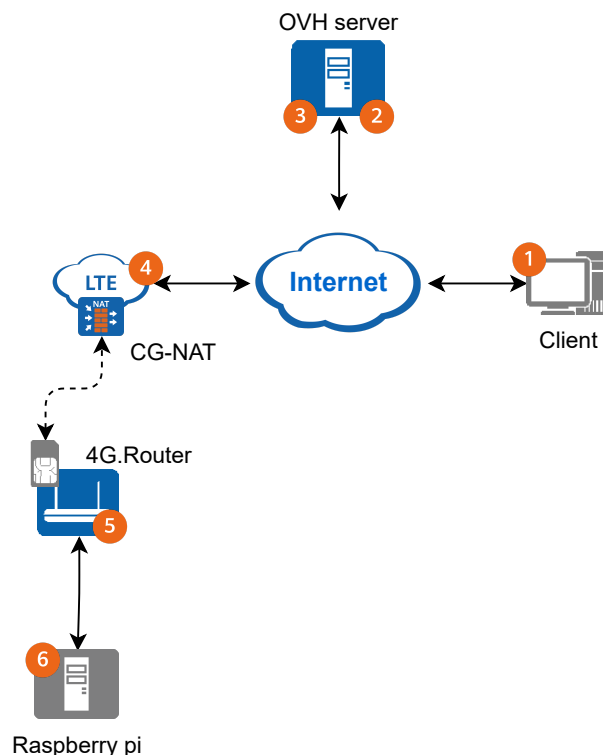 OVH server
3
2
1
4
LTE
NAT
Internet
CG-NAT
Client
4G.Router
5
6
Raspberry pi